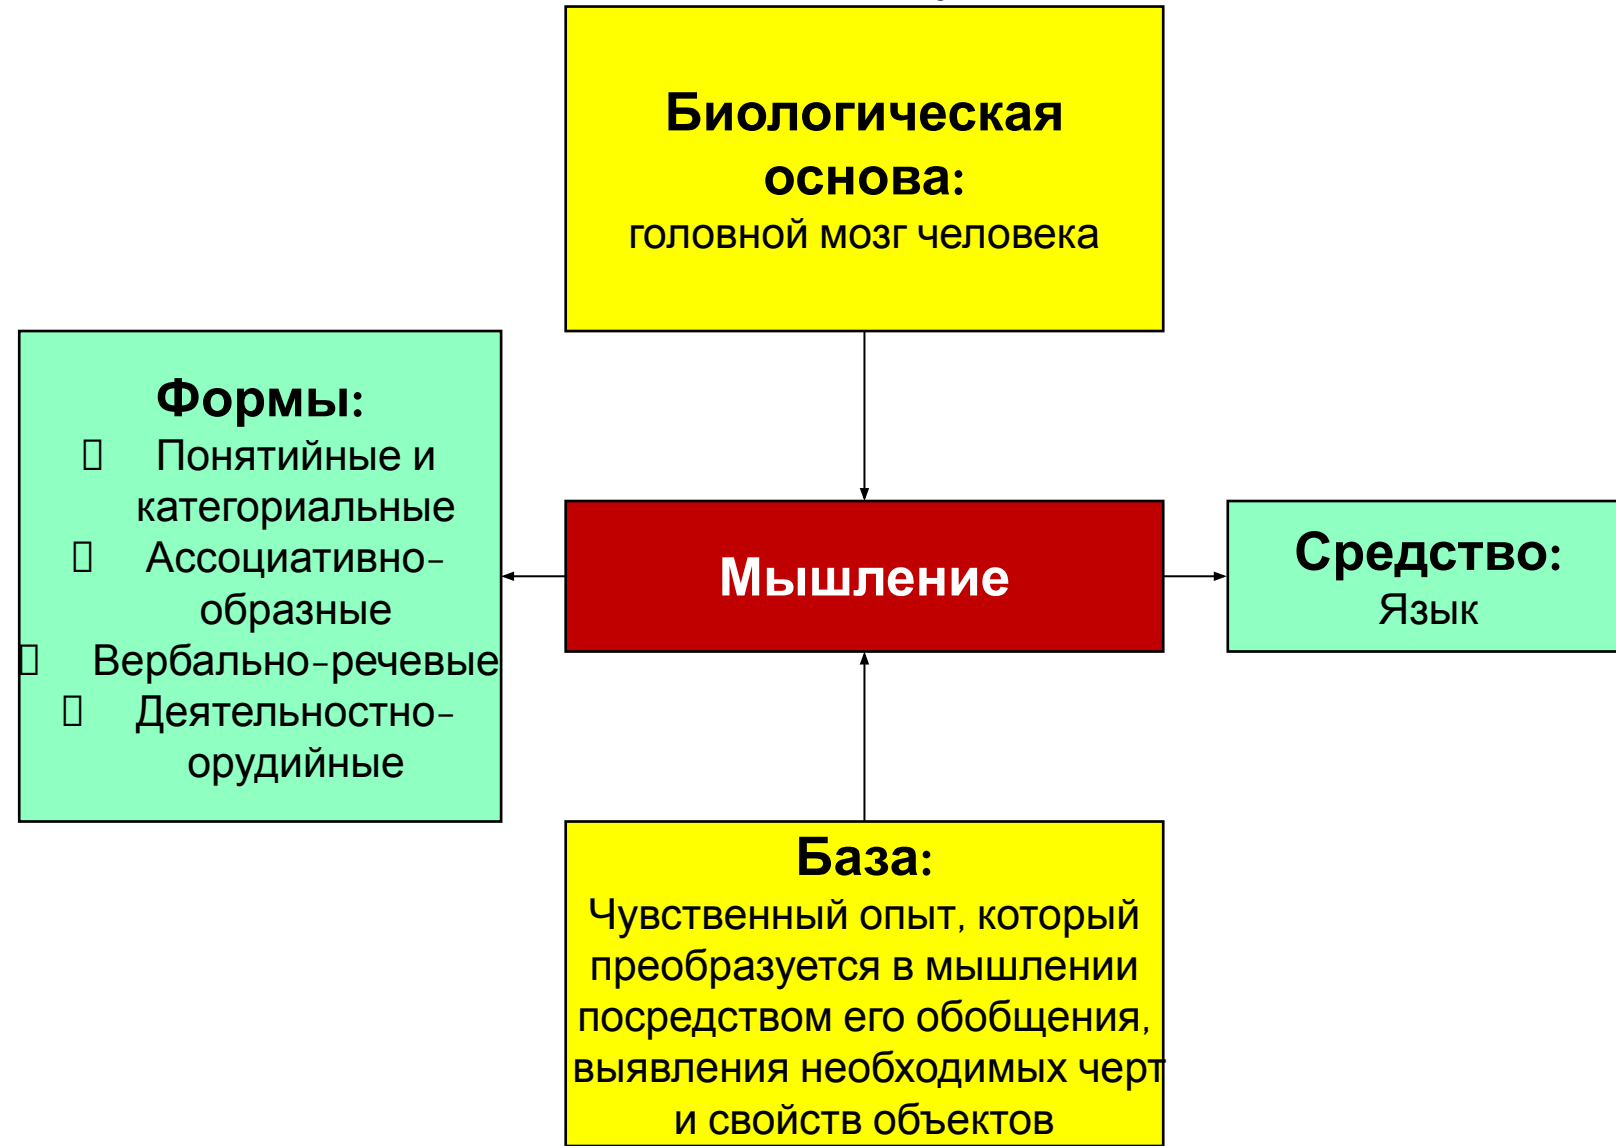 Биологическая
основа:
головной мозг человека
Формы:
Понятийные и
категориальные
Ассоциативно-
образные
Вербально-речевые
Деятельностно-
орудийные
Мышление
Средство:
Язык
База:
Чувственный опыт, который
преобразуется в мышлении
посредством его обобщения,
выявления необходимых черт
и свойств объектов